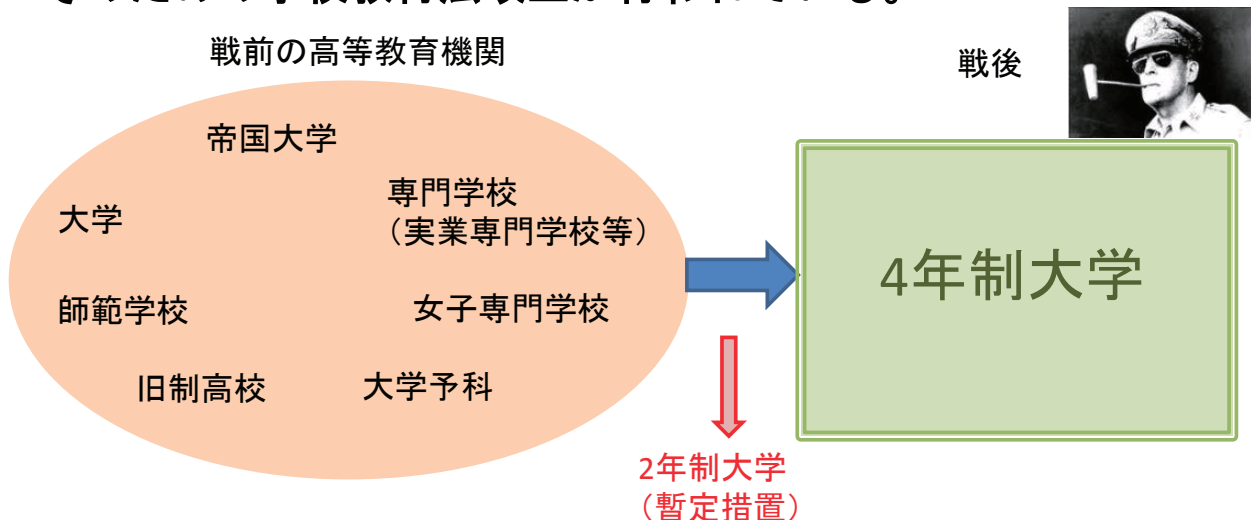 戦前の高等教育機関
戦後
帝国大学
専門学校
（実業専門学校等）
大学
4年制大学
師範学校
女子専門学校
旧制高校
大学予科
2年制大学
（暫定措置）